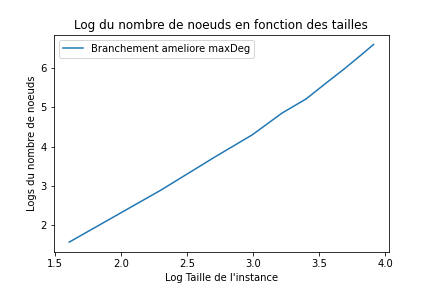 Log du nombre de noeuds en fonction des tailles
Branchement ameliore maxDeg
Logs du nombre de noeuds
6
5
4
3
2
1.5 2.0 2.5 3.0 3.5 4.0
Log Taille de l'instance